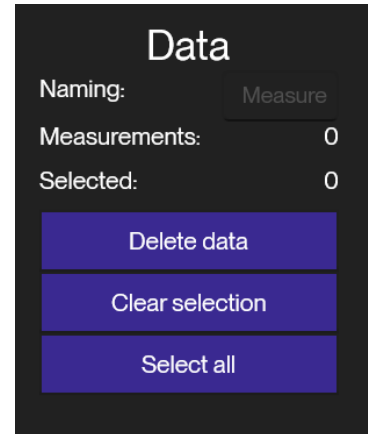 Data
Naming: Measure
Measurements: 0
Selected: 0
Delete data
Clear selection
Select all